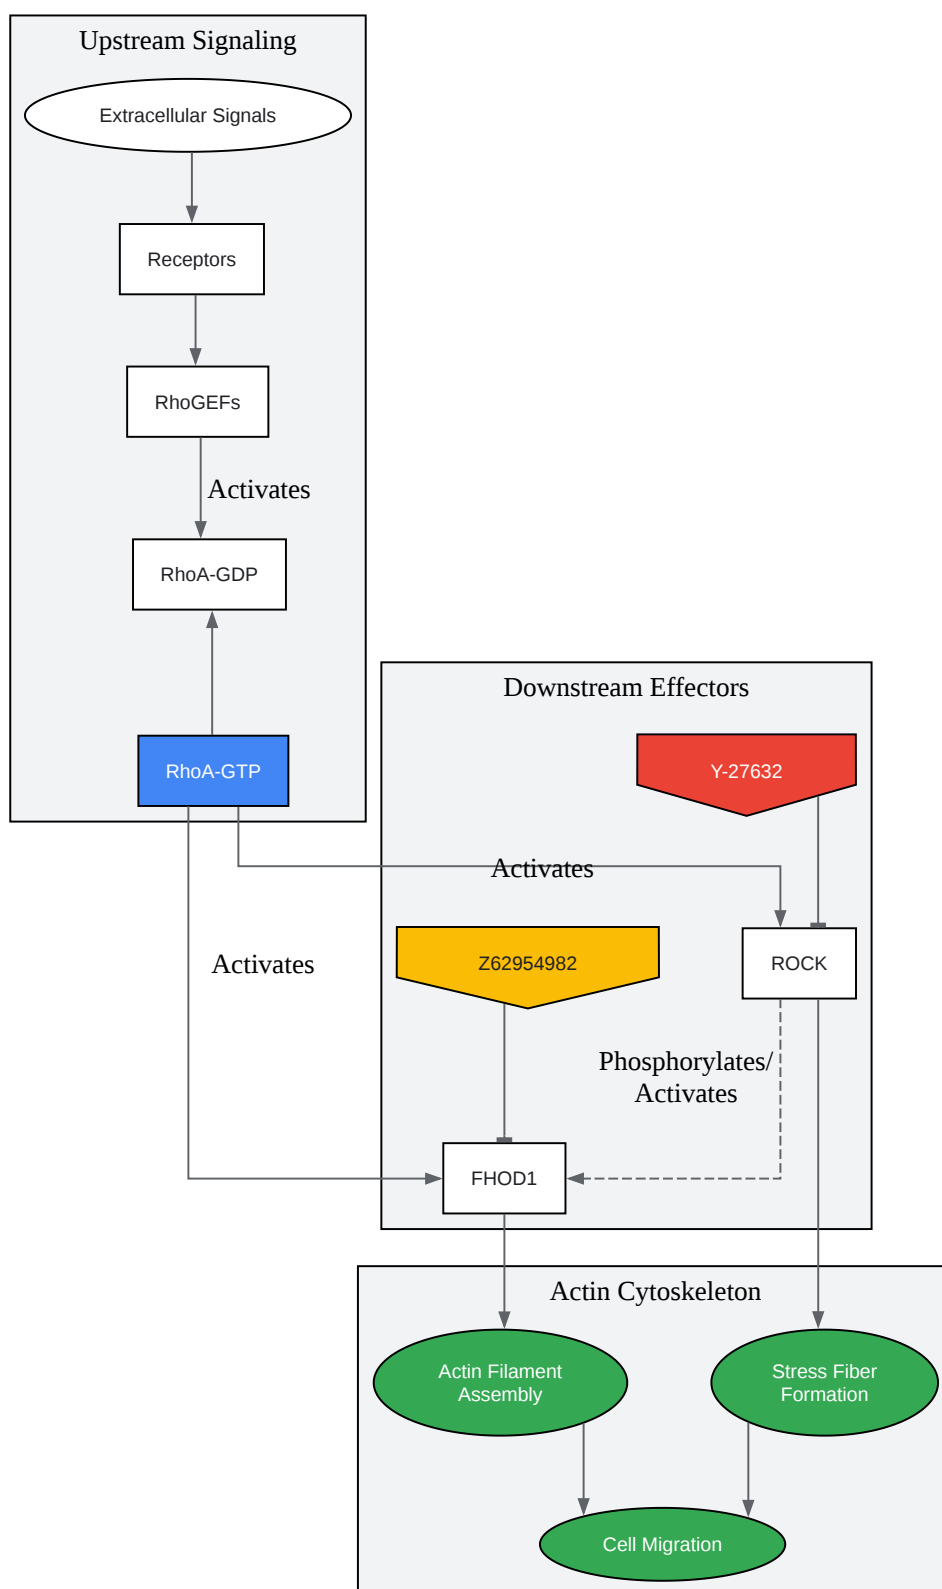 Upstream Signaling
Extracellular Signals
Receptors
RhoGEFs
Activates
RhoA-GDP
RhoA-GTP
Downstream Effectors
Y-27632
Activates
Activates
Z62954982
ROCK
Phosphorylates/
Activates
FHOD1
Actin Cytoskeleton
Actin Filament
Assembly
Stress Fiber
Formation
Cell Migration